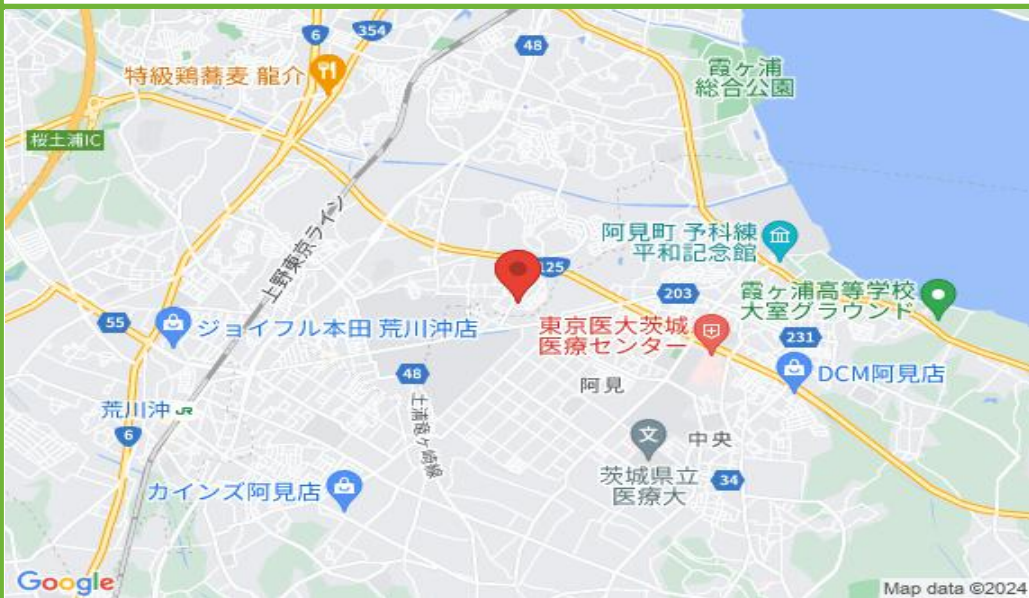 6
354
48
霞ヶ浦
総合公園
特級鶏蕎麦 龍介
桜土浦IC
上野東京ライン
阿見町 予科練
平和記念館
125
203
霞ヶ浦高等学校
大室グラウンド
55
ジョイフル本田 荒川沖店
東京医大茨城
医療センター
231
48
阿見
DCM阿見店
荒川沖 JR
6
土浦竜ヶ崎線
中央
茨城県立
医療大
34
カインズ阿見店
Google
Map data ©2024